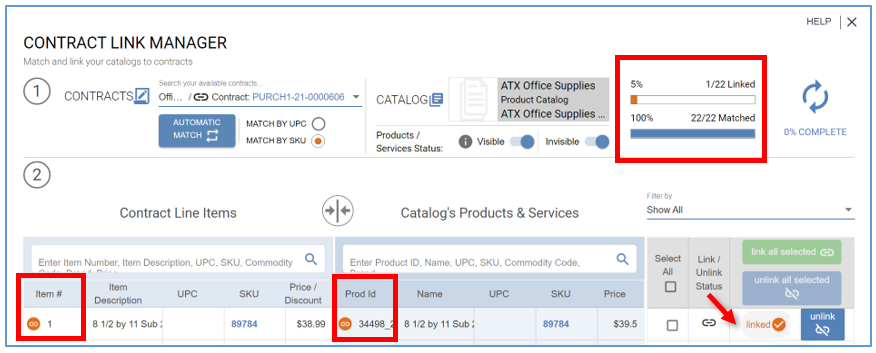 HELP
CONTRACT LINK MANAGER
Match and link your catalogs to contracts
1
CONTRACTS
Search your available contracts...
Offi... / Contract: PURCH1-21-0000606
AUTOMATIC
MATCH
MATCH BY UPC
MATCH BY SKU
CATALOG
ATX Office Supplies
Product Catalog
ATX Office Supplies ...
Products /
Services Status:
Visible
Invisible
5% 1/22 Linked
100% 22/22 Matched
0% COMPLETE
2
Contract Line Items
Catalog's Products & Services
Filter by
Show All
Enter Item Number, Item Description, UPC, SKU, Commodity
Code, Brand, Price
Enter Product ID, Name, UPC, SKU, Commodity Code,
Brand
Select
All
Link /
Unlink
Status
link all selected
unlink all selected
Item # Item Description UPC SKU Price / Discount Prod Id Name UPC SKU Price
1 8 1/2 by 11 Sub 2 89784 $38.99 34498_2 8 1/2 by 11 Sub 2 89784 $39.5 linked unlink